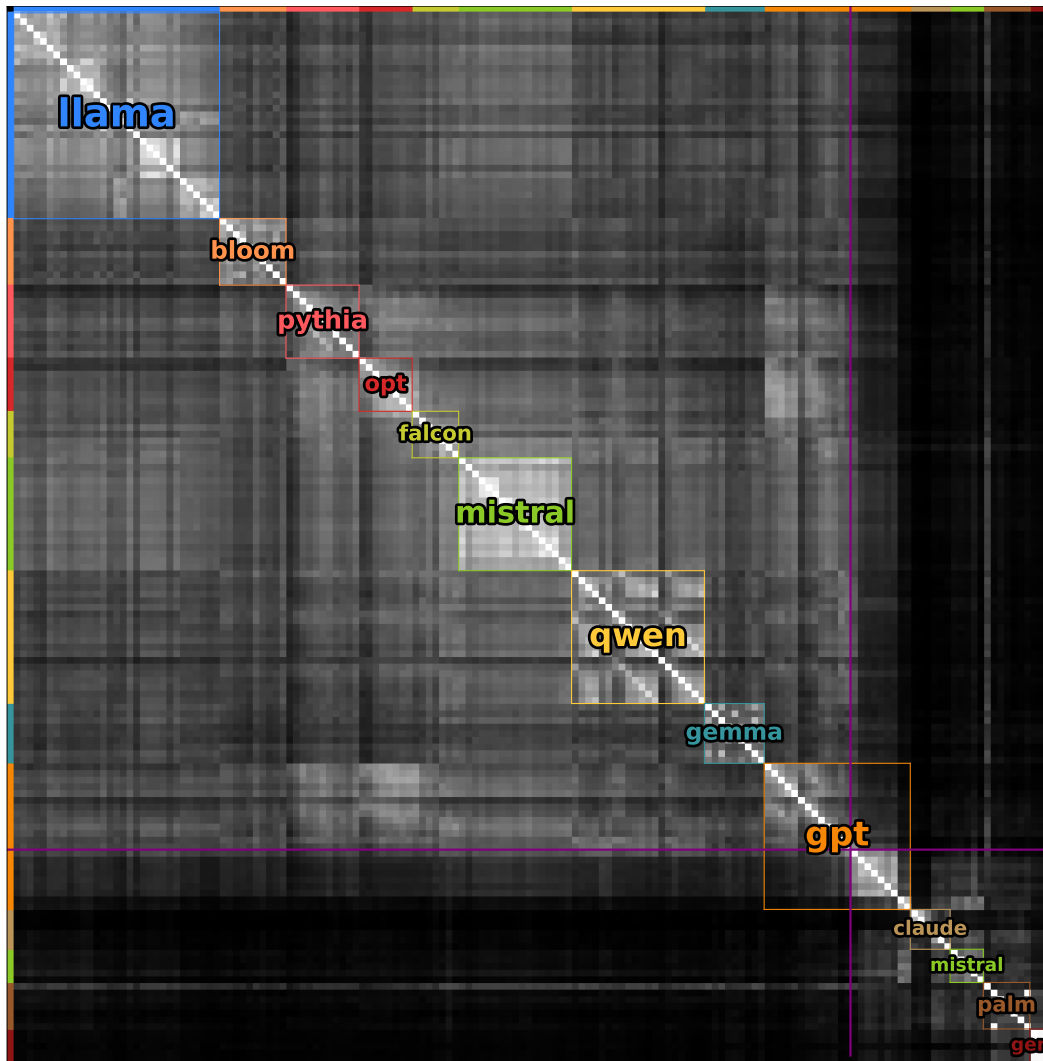 llama
bloom
pythia
opt
falcon
mistral
qwen
gemma
gpt
claude
mistral
palm